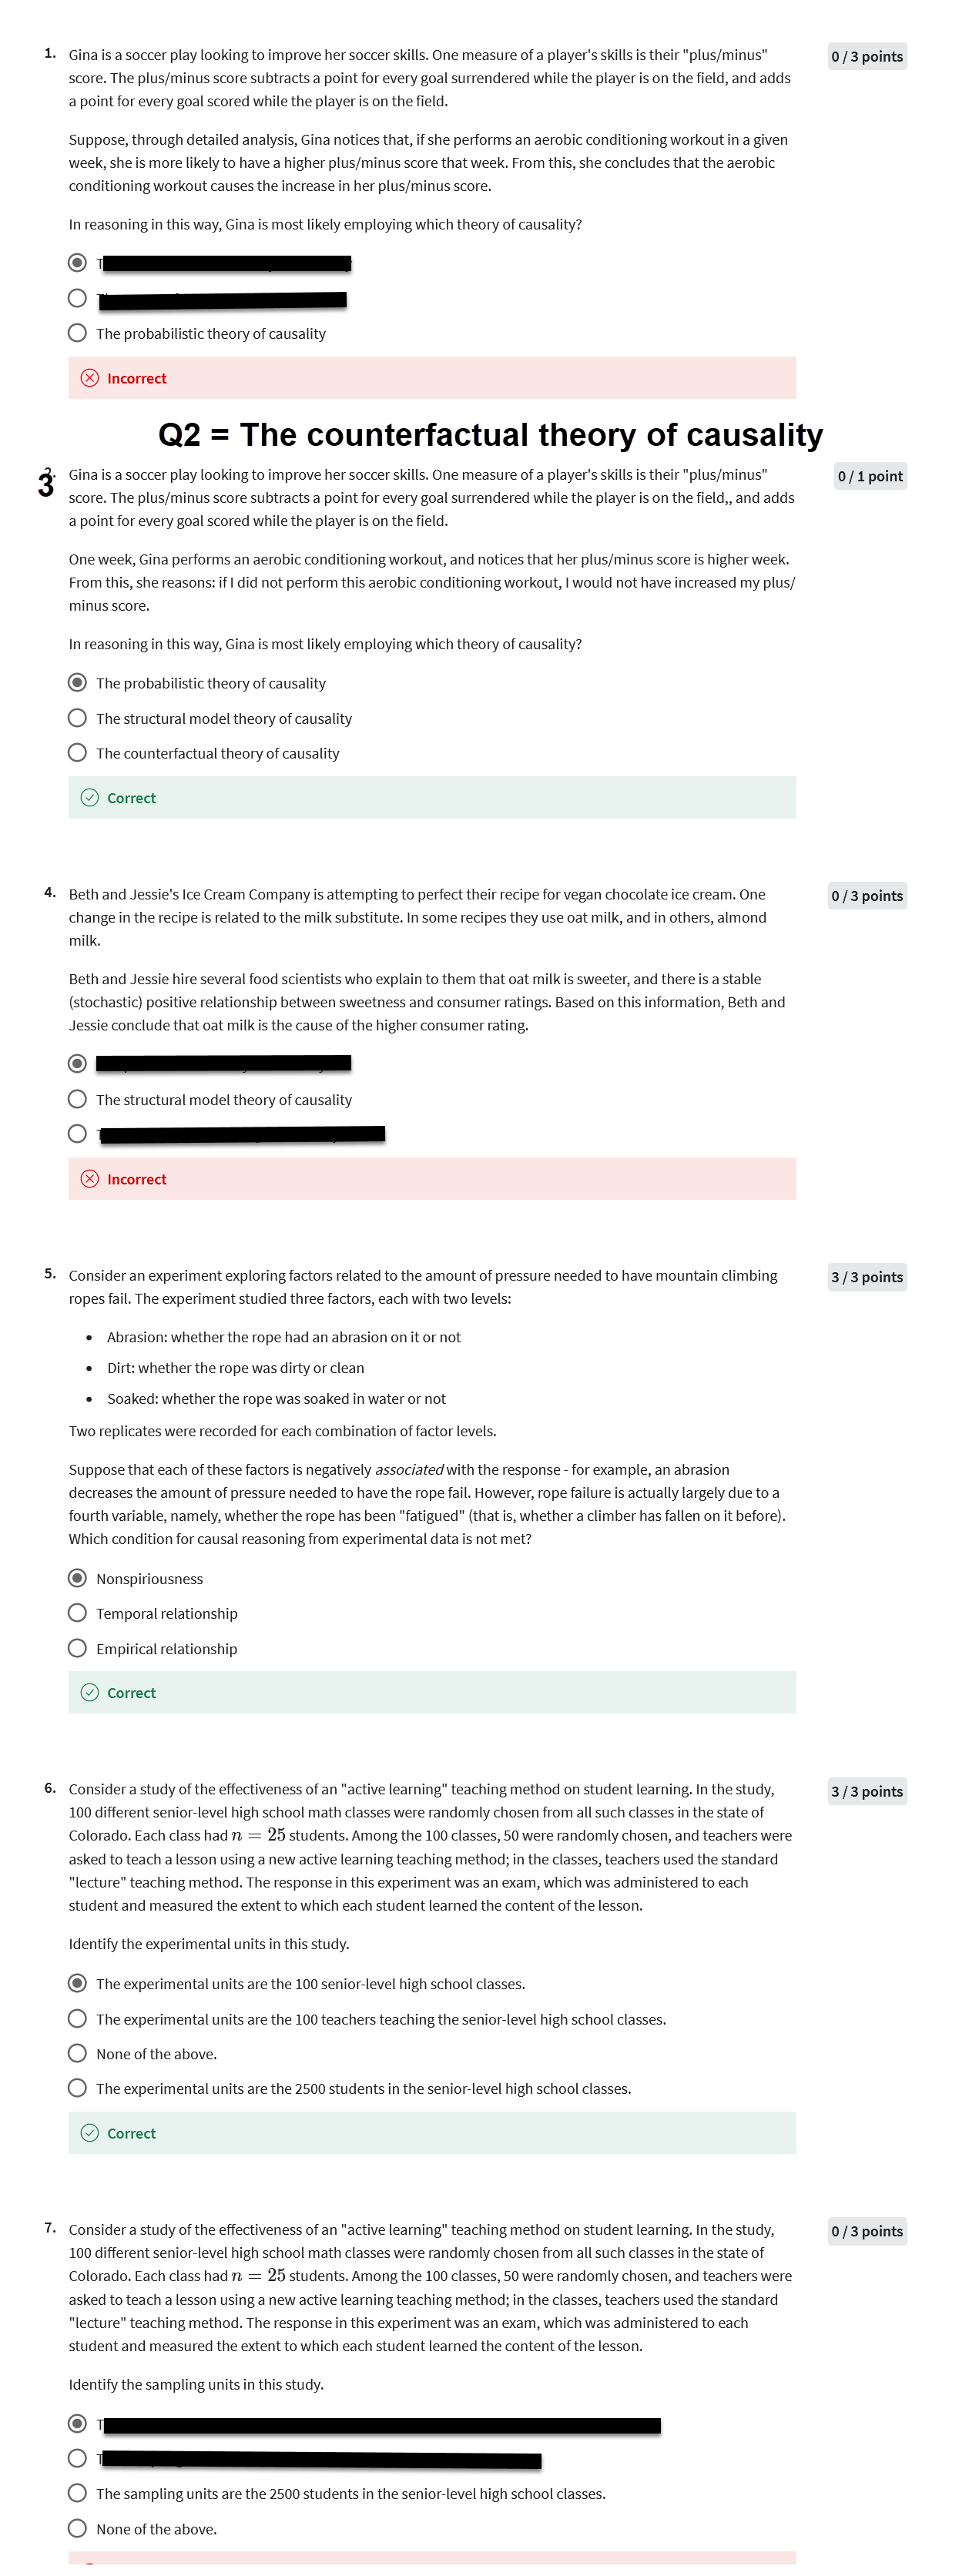 1. Gina is a soccer play looking to improve her soccer skills. One measure of a player's skills is their "plus/minus" 0 / 3 points
score. The plus/minus score subtracts a point for every goal surrendered while the player is on the field, and adds
a point for every goal scored while the player is on the field.
Suppose, through detailed analysis, Gina notices that, if she performs an aerobic conditioning workout in a given
week, she is more likely to have a higher plus/minus score that week. From this, she concludes that the aerobic
conditioning workout causes the increase in her plus/minus score.
In reasoning in this way, Gina is most likely employing which theory of causality?
The probabilistic theory of causality
Incorrect
Q2 = The counterfactual theory of causality
3 Gina is a soccer play looking to improve her soccer skills. One measure of a player's skills is their "plus/minus" 0 / 1 point
score. The plus/minus score subtracts a point for every goal surrendered while the player is on the field,, and adds
a point for every goal scored while the player is on the field.
One week, Gina performs an aerobic conditioning workout, and notices that her plus/minus score is higher week.
From this, she reasons: if I did not perform this aerobic conditioning workout, I would not have increased my plus/
minus score.
In reasoning in this way, Gina is most likely employing which theory of causality?
The probabilistic theory of causality
The structural model theory of causality
The counterfactual theory of causality
Correct
4. Beth and Jessie's Ice Cream Company is attempting to perfect their recipe for vegan chocolate ice cream. One 0 / 3 points
change in the recipe is related to the milk substitute. In some recipes they use oat milk, and in others, almond
milk.
Beth and Jessie hire several food scientists who explain to them that oat milk is sweeter, and there is a stable
(stochastic) positive relationship between sweetness and consumer ratings. Based on this information, Beth and
Jessie conclude that oat milk is the cause of the higher consumer rating.
The structural model theory of causality
Incorrect
5. Consider an experiment exploring factors related to the amount of pressure needed to have mountain climbing 3 / 3 points
ropes fail. The experiment studied three factors, each with two levels:
• Abrasion: whether the rope had an abrasion on it or not
• Dirt: whether the rope was dirty or clean
• Soaked: whether the rope was soaked in water or not
Two replicates were recorded for each combination of factor levels.
Suppose that each of these factors is negatively associated with the response - for example, an abrasion
decreases the amount of pressure needed to have the rope fail. However, rope failure is actually largely due to a
fourth variable, namely, whether the rope has been "fatigued" (that is, whether a climber has fallen on it before).
Which condition for causal reasoning from experimental data is not met?
Nonspiriousness
Temporal relationship
Empirical relationship
Correct
6. Consider a study of the effectiveness of an "active learning" teaching method on student learning. In the study, 3 / 3 points
100 different senior-level high school math classes were randomly chosen from all such classes in the state of
Colorado. Each class had n = 25 students. Among the 100 classes, 50 were randomly chosen, and teachers were
asked to teach a lesson using a new active learning teaching method; in the classes, teachers used the standard
"lecture" teaching method. The response in this experiment was an exam, which was administered to each
student and measured the extent to which each student learned the content of the lesson.
Identify the experimental units in this study.
The experimental units are the 100 senior-level high school classes.
The experimental units are the 100 teachers teaching the senior-level high school classes.
None of the above.
The experimental units are the 2500 students in the senior-level high school classes.
Correct
7. Consider a study of the effectiveness of an "active learning" teaching method on student learning. In the study, 0 / 3 points
100 different senior-level high school math classes were randomly chosen from all such classes in the state of
Colorado. Each class had n = 25 students. Among the 100 classes, 50 were randomly chosen, and teachers were
asked to teach a lesson using a new active learning teaching method; in the classes, teachers used the standard
"lecture" teaching method. The response in this experiment was an exam, which was administered to each
student and measured the extent to which each student learned the content of the lesson.
Identify the sampling units in this study.
The sampling units are the 2500 students in the senior-level high school classes.
None of the above.